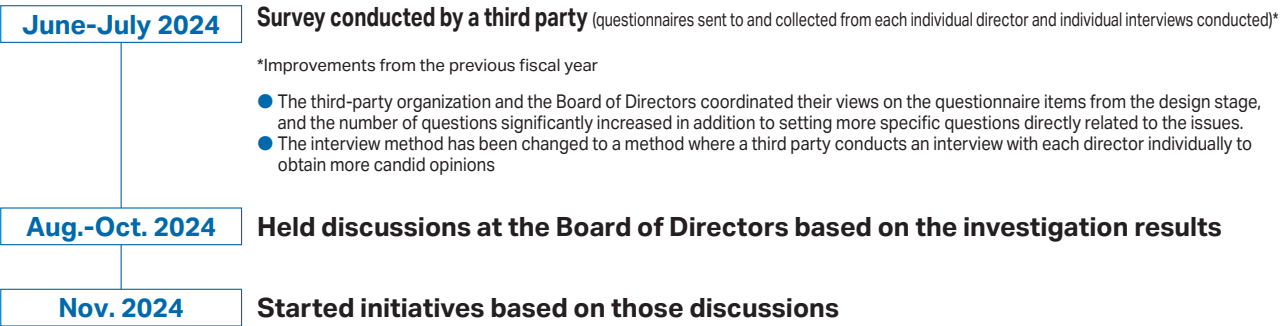 June-July 2024
Survey conducted by a third party (questionnaires sent to and collected from each individual director and individual interviews conducted)*
*Improvements from the previous fiscal year
● The third-party organization and the Board of Directors coordinated their views on the questionnaire items from the design stage,
and the number of questions significantly increased in addition to setting more specific questions directly related to the issues.
● The interview method has been changed to a method where a third party conducts an interview with each director individually to
obtain more candid opinions
Aug.-Oct. 2024
Held discussions at the Board of Directors based on the investigation results
Nov. 2024
Started initiatives based on those discussions